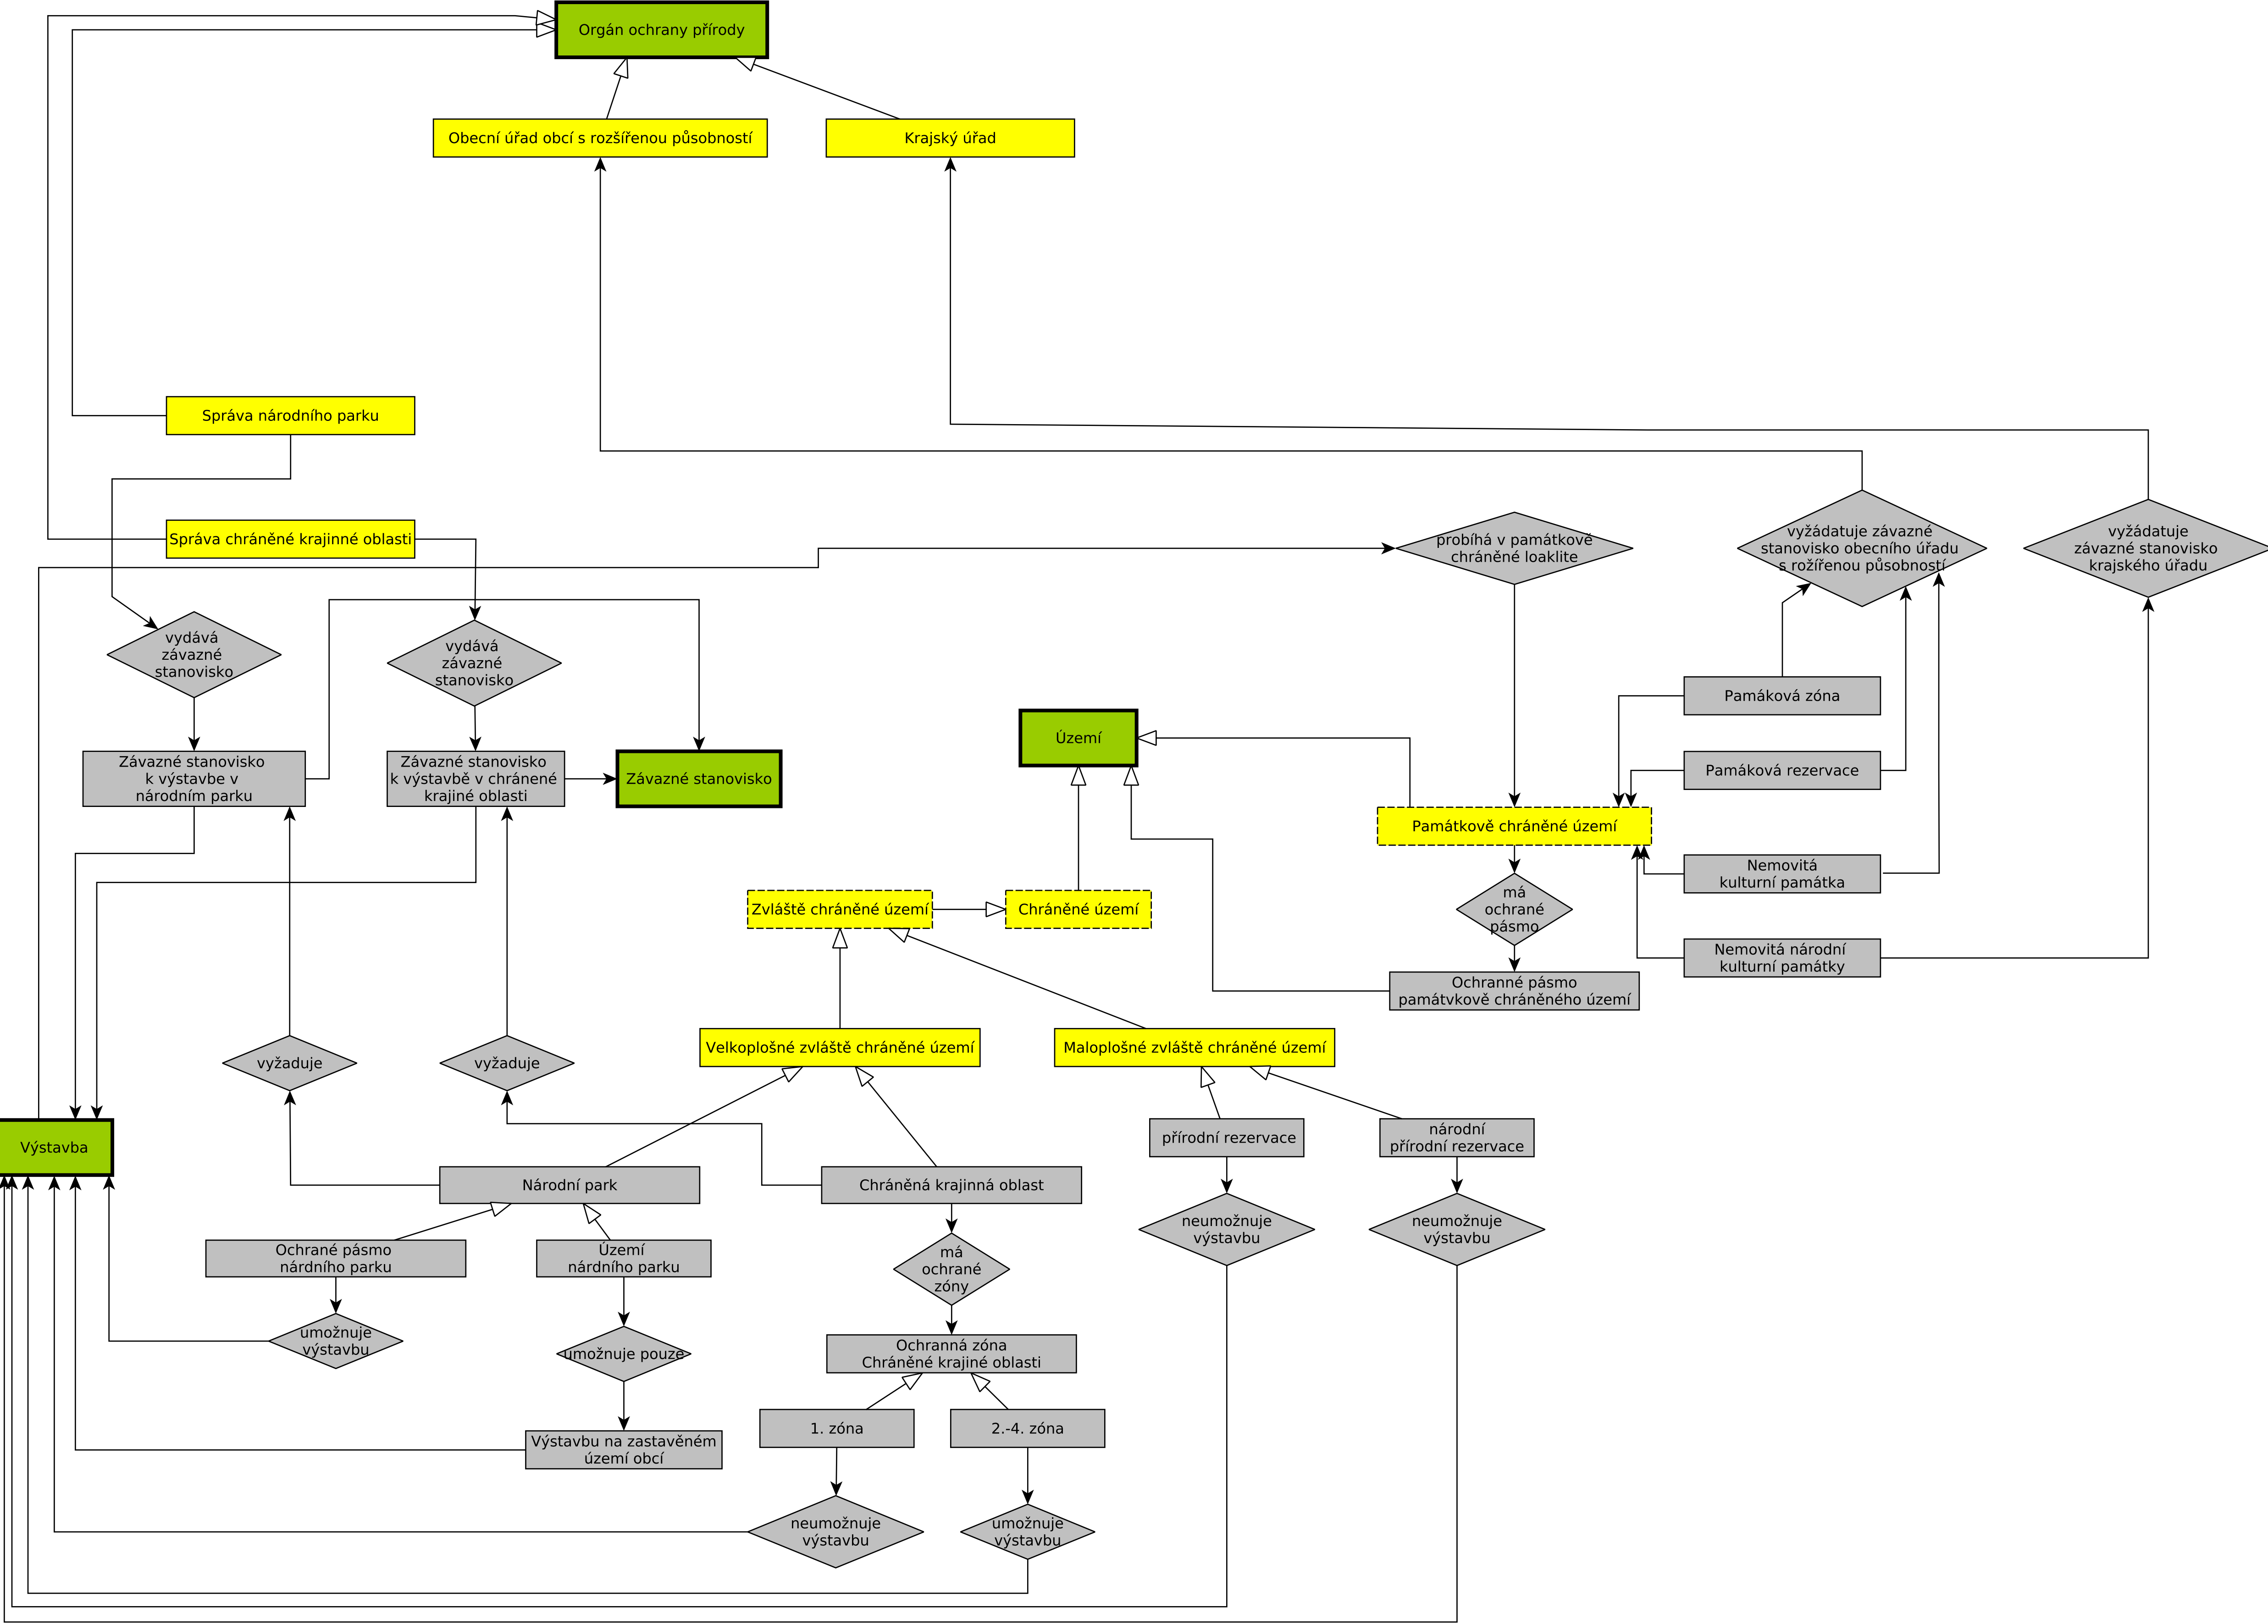 Orgán ochrany přírody
Obecní úřad obcí s rozšířenou působností
Krajský úřad
Správa národního parku
Správa chráněné krajinné oblasti
probíhá v památkově
chráněné loaklite
vyžádatuje závazné
stanovisko obecního úřadu
s rožířenou působností
vyžádatuje
závazné stanovisko
krajského úřadu
vydává
závazné
stanovisko
vydává
závazné
stanovisko
Památková zóna
Území
Závazné stanovisko
k výstavbe v
národním parku
Závazné stanovisko
k výstavbě v chránené
krajiné oblasti
Závazné stanovisko
Památková rezervace
Památkově chráněné území
Nemovitá
kulturní památka
Zvláště chráněné území
Chráněné území
má
ochrané
pásmo
Nemovitá národní
kulturní památky
Ochranné pásmo
památvkově chráněného území
vyžaduje
vyžaduje
Velkoplošné zvláště chráněné území
Maloplošné zvláště chráněné území
Výstavba
přírodní rezervace
národní
přírodní rezervace
Národní park
Chráněná krajinná oblast
neumožnuje
výstavbu
neumožnuje
výstavbu
Ochrané pásmo
nárdního parku
Území
nárdního parku
má
ochrané
zóny
umožnuje
výstavbu
umožnuje pouze
Ochranná zóna
Chráněné krajiné oblasti
1. zóna
2.-4. zóna
Výstavbu na zastavěném
území obcí
neumožnuje
výstavbu
umožnuje
výstavbu